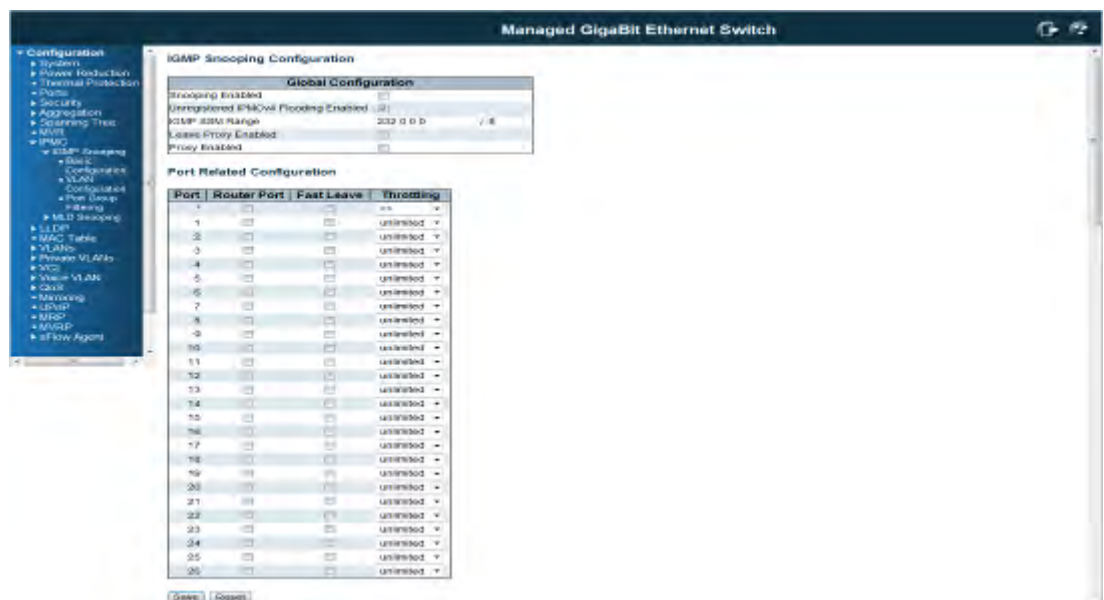 Managed GigaBit Ethernet Switch
Configuration
System
Power Reduction
Thermal Protection
Ports
Security
Aggregation
Spanning Tree
MVR
IPMC
IGMP Snooping
Basic
Configuration
VLAN
Configuration
Port Group
Filtering
MLD Snooping
LLDP
MAC Table
VLANs
Private VLANs
VCL
Voice VLAN
QoS
Mirroring
UPnP
MRP
MVRP
sFlow Agent
IGMP Snooping Configuration
Global Configuration
Snooping Enabled
Unregistered IPMCv4 Flooding Enabled
IGMP SSM Range 232.0.0.0 / 8
Leave Proxy Enabled
Proxy Enabled
Port Related Configuration
Port Router Port Fast Leave Throttling
* <>
1 unlimited
2 unlimited
3 unlimited
4 unlimited
5 unlimited
6 unlimited
7 unlimited
8 unlimited
9 unlimited
10 unlimited
11 unlimited
12 unlimited
13 unlimited
14 unlimited
15 unlimited
16 unlimited
17 unlimited
18 unlimited
19 unlimited
20 unlimited
21 unlimited
22 unlimited
23 unlimited
24 unlimited
25 unlimited
26 unlimited
Save Reset